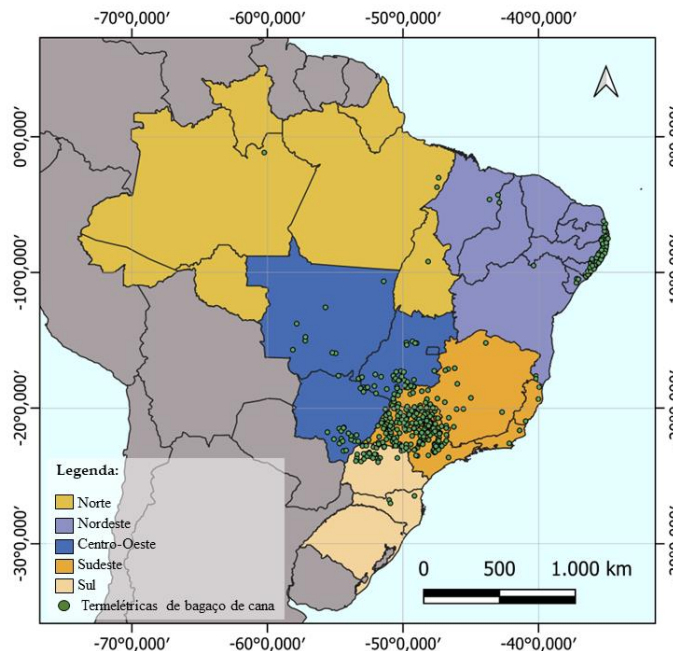 -70°0,000′ -60°0,000′ -50°0,000′ -40°0,000′
0°0,000′
-10°0,000′
-20°0,000′
-30°0,000′
Legenda:
Norte
Nordeste
Centro-Oeste
Sudeste
Sul
Termelétricas de bagaço de cana
0 500 1.000 km
-70°0,000′ -60°0,000′ -50°0,000′ -40°0,000′